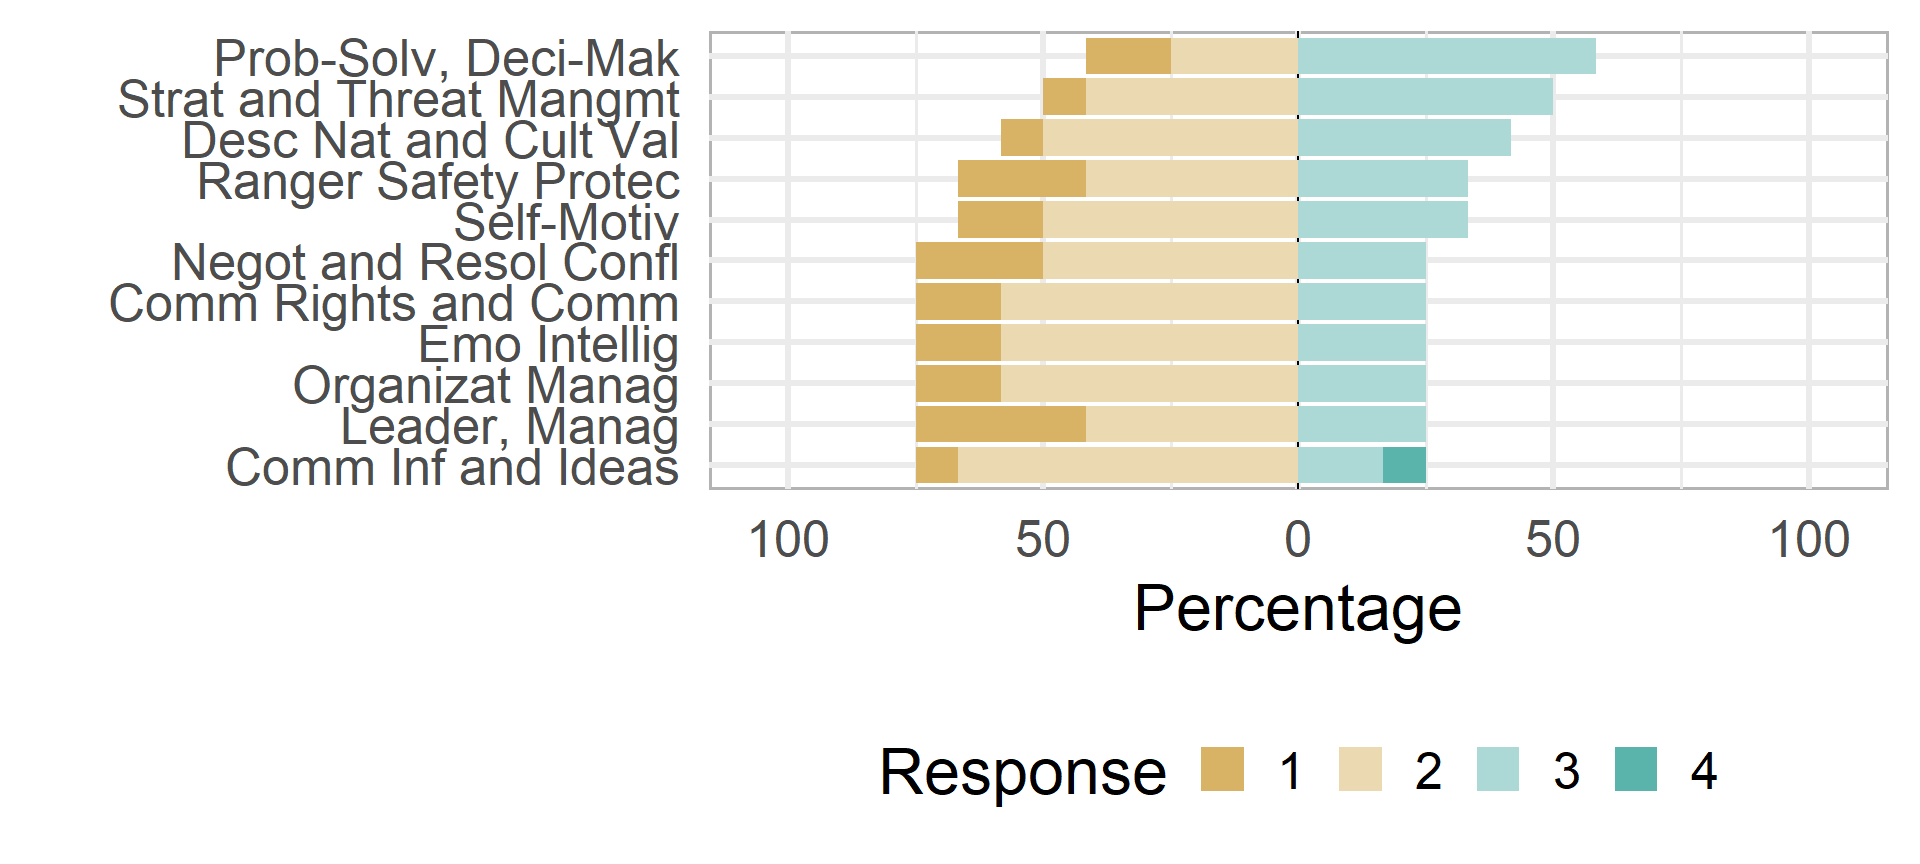 Prob-Solv, Deci-Mak
Strat and Threat Mangmt
Desc Nat and Cult Val
Ranger Safety Protec
Self-Motiv
Negot and Resol Confl
Comm Rights and Comm
Emo Intellig
Organizat Manag
Leader, Manag
Comm Inf and Ideas
100 50 0 50 100
Percentage
Response 1 2 3 4